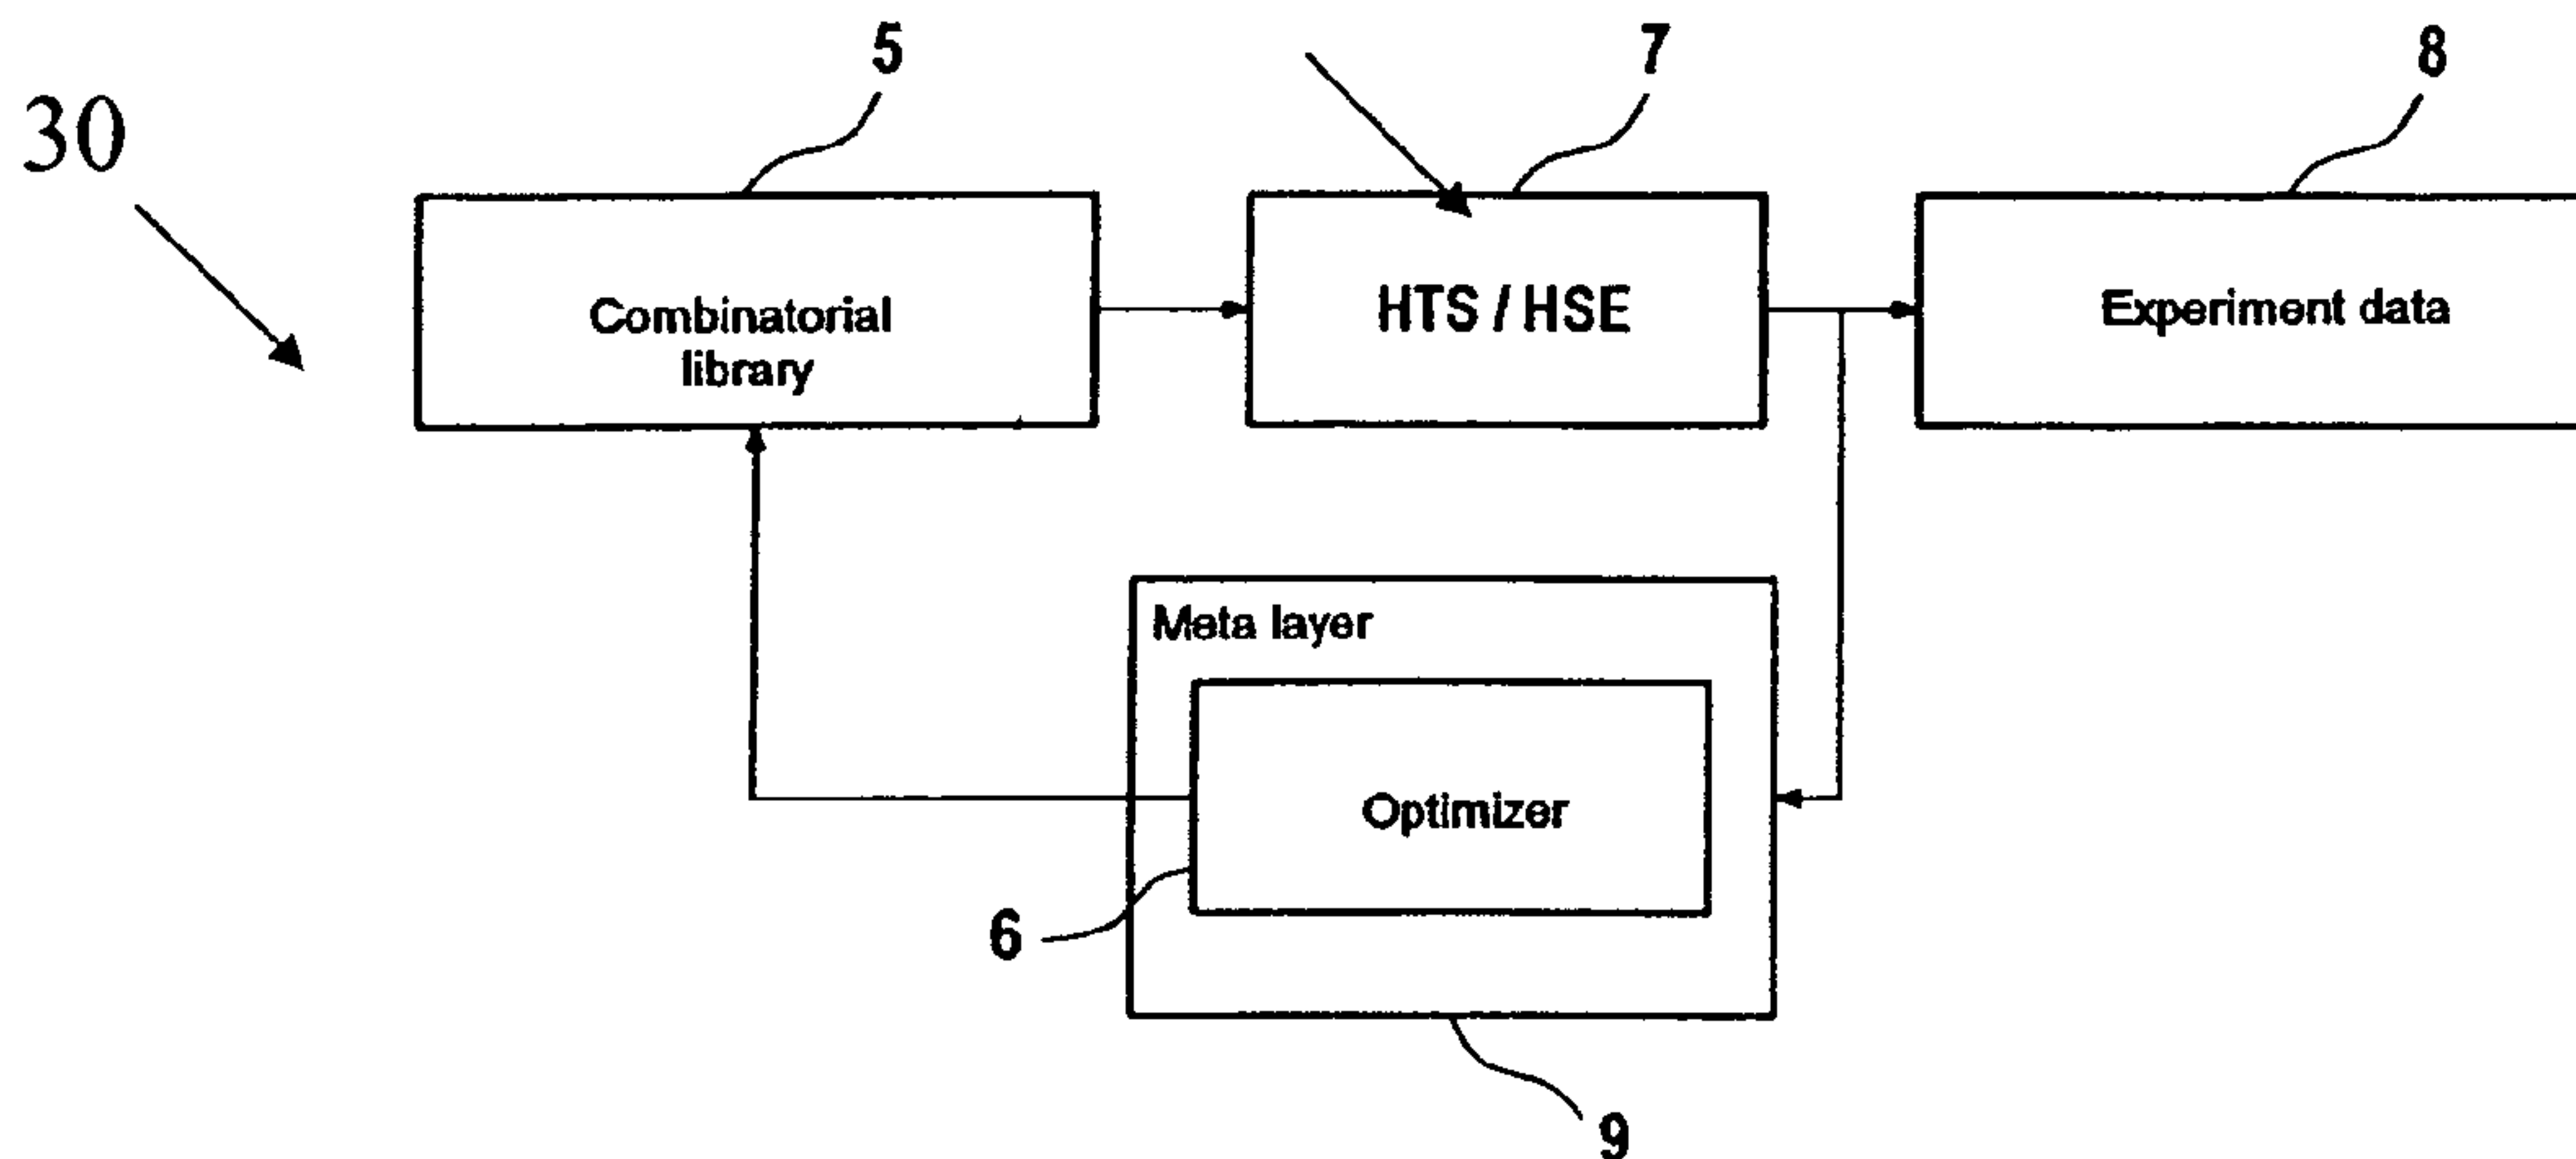 5
7
8
30
Combinatorial
library
HTS / HSE
Experiment data
Meta layer
Optimizer
6
9